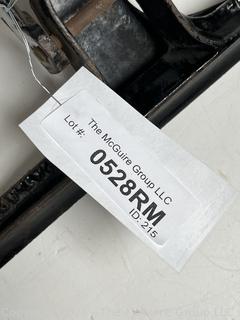 The McGuire Group LLC
Lot #:
0528RM
ID: 215